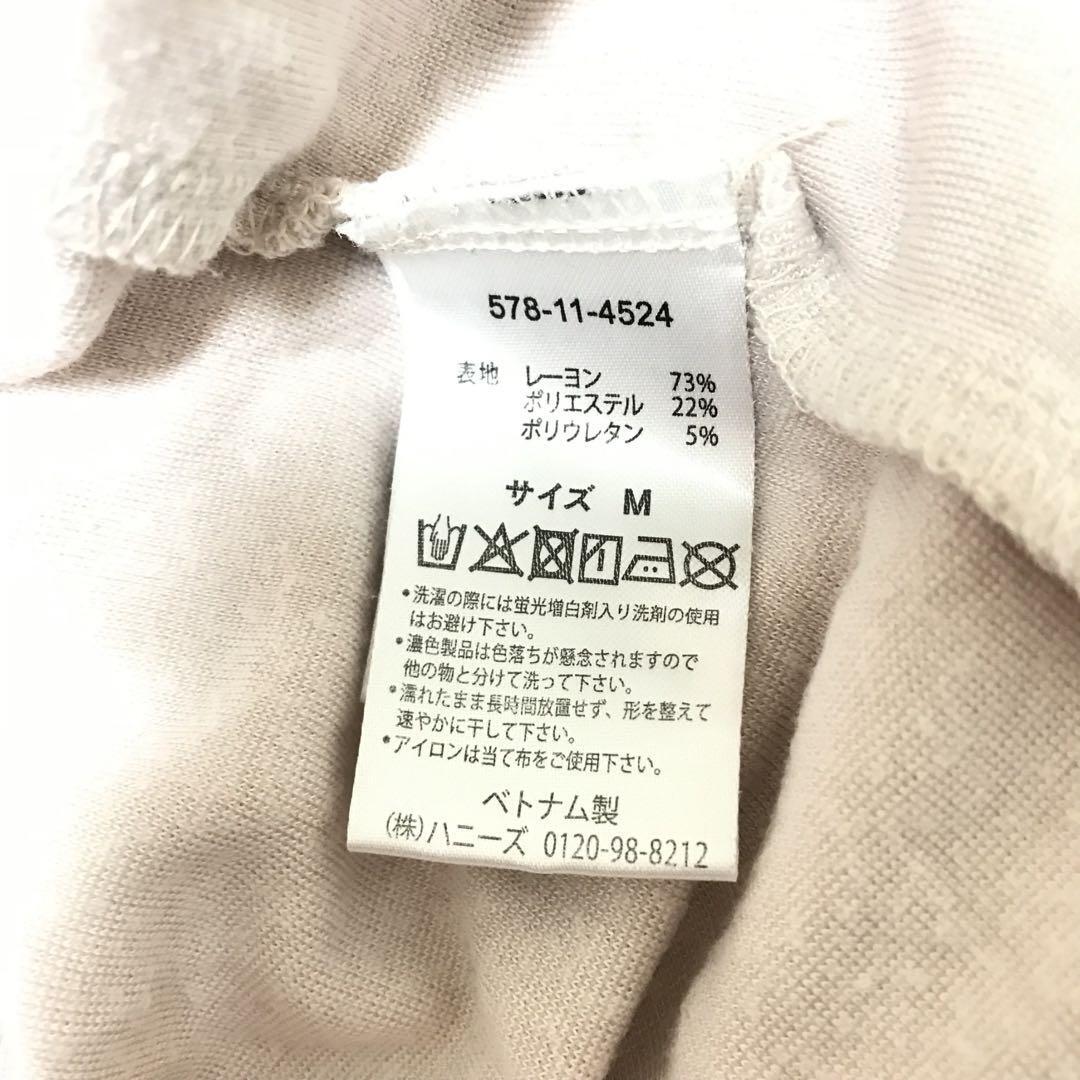 578-11-4524
表地 レーヨン 73%
ポリエステル 22%
ポリウレタン 5%
サイズ M
•洗濯の際には蛍光増白剤入り洗剤の使用
はお避け下さい。
•濃色製品は色落ちが懸念されますので
他の物と分けて洗って下さい。
•濡れたまま長時間放置せず、形を整えて
速やかに干して下さい。
•アイロンは当て布をご使用下さい。
ベトナム製
(株)ハニーズ 0120-98-8212